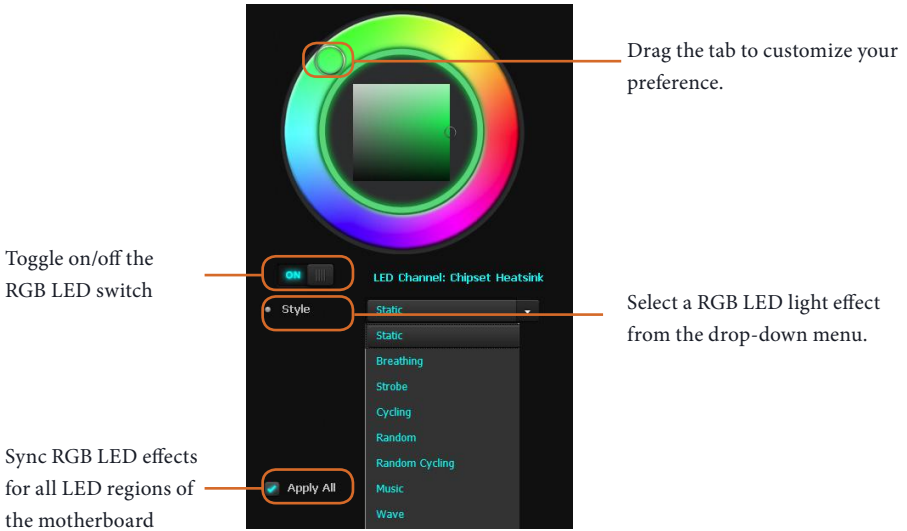 Drag the tab to customize your
preference.
Toggle on/off the
RGB LED switch
ON
LED Channel: Chipset Heatsink
Style
Static
Select a RGB LED light effect
from the drop-down menu.
Static
Breathing
Strobe
Cycling
Random
Random Cycling
Music
Wave
Sync RGB LED effects
for all LED regions of
the motherboard
Apply All